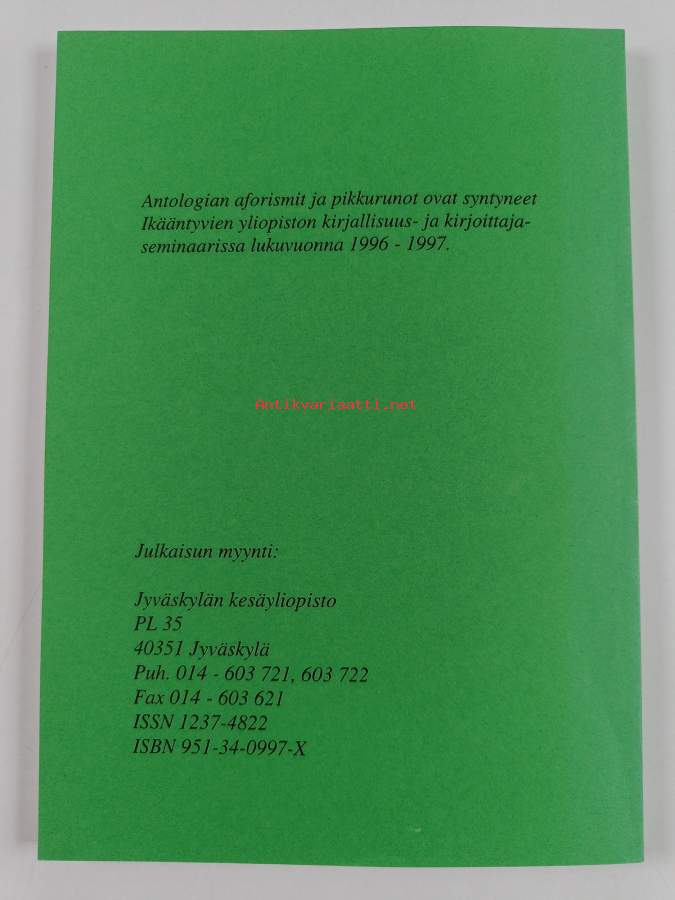 Antologian aforismit ja pikkurunot ovat syntyneet
Ikääntyvien yliopiston kirjallisuus- ja kirjoittaja-
seminaarissa lukuvuonna 1996 - 1997.
Antikvariaatti.net
Julkaisun myynti:
Jyväskylän kesäyliopisto
PL 35
40351 Jyväskylä
Puh. 014 - 603 721, 603 722
Fax 014 - 603 621
ISSN 1237-4822
ISBN 951-34-0997-X